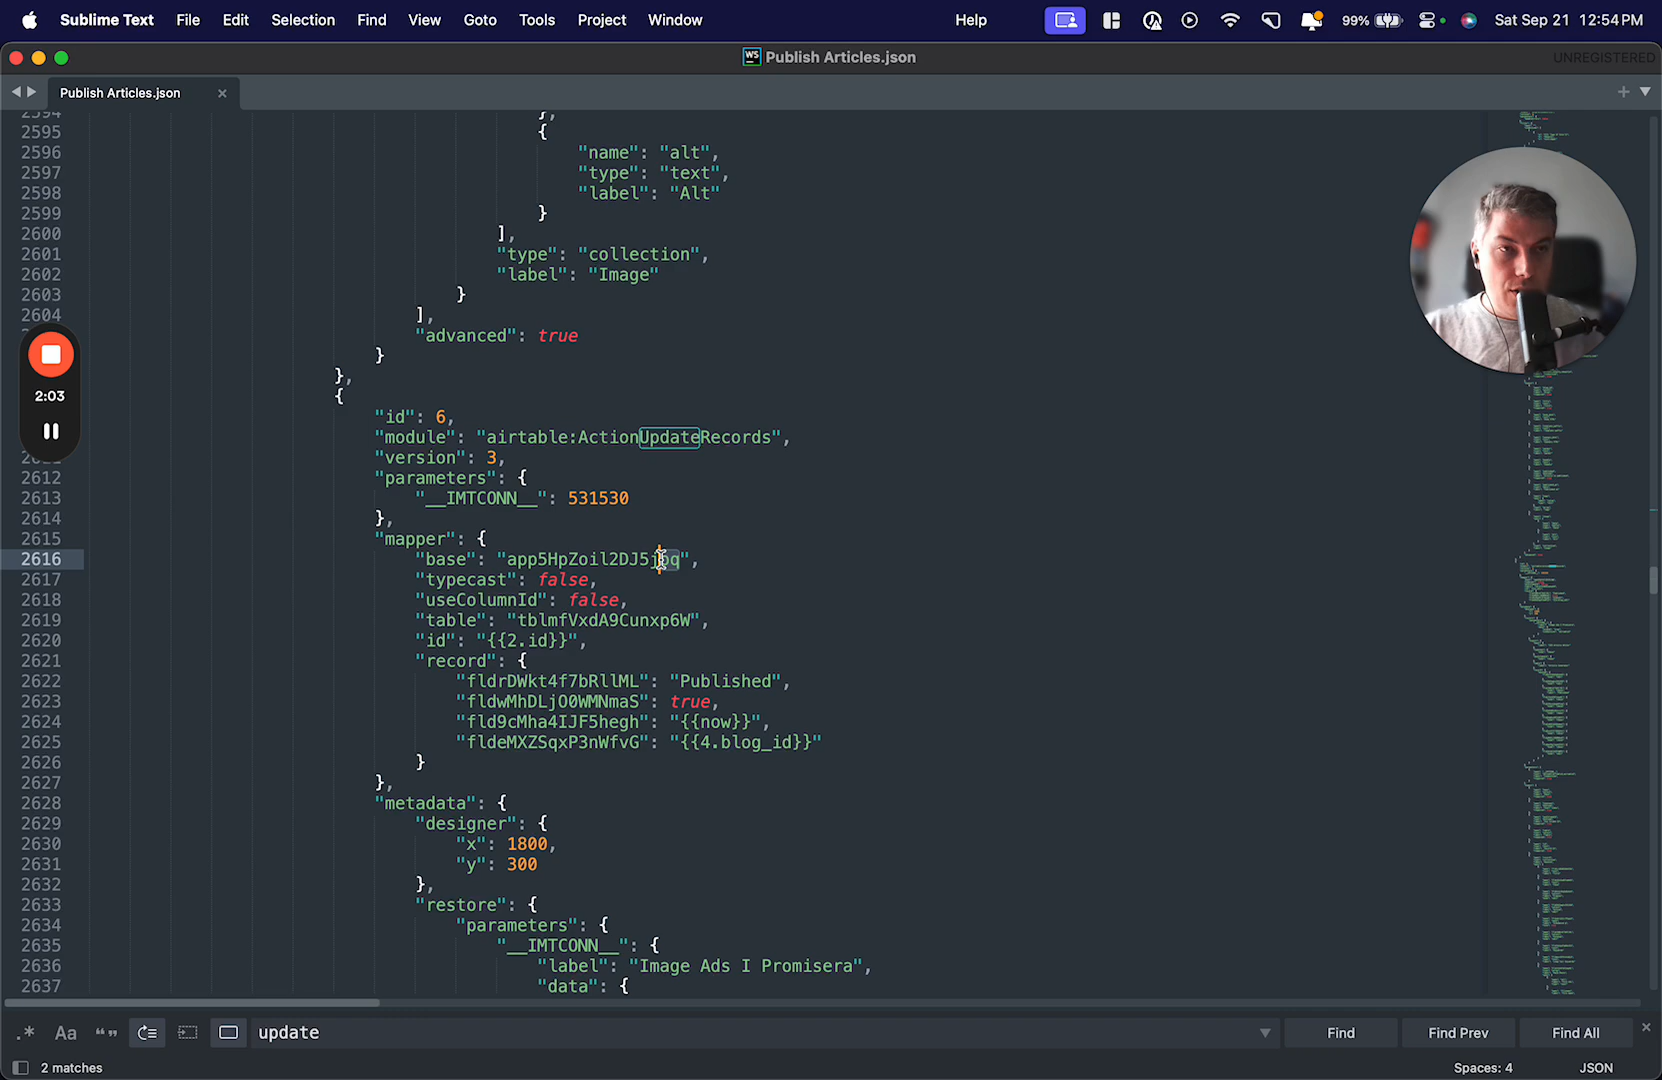 Sublime Text File Edit Selection Find View Goto Tools Project Window Help 99% Sat Sep 21 12:54 PM
WS Publish Articles.json UNREGISTERED
Publish Articles.json
2594 },
2595 {
2596 "name": "alt",
2597 "type": "text",
2598 "label": "Alt"
2599 }
2600 ],
2601 "type": "collection",
2602 "label": "Image"
2603 }
2604 ],
"advanced": true
}
},
{
"id": 6,
"module": "airtable:ActionUpdateRecords",
"version": 3,
2612 "parameters": {
2613 "__IMTCONN__": 531530
2614 },
2615 "mapper": {
2616 "base": "app5HpZoil2DJ5j
2617 "typecast": false,
2618 "useColumnId": false,
2619 "table": "tblmfVxdA9Cunxp6W",
2620 "id": "{{2.id}}",
2621 "record": {
2622 "fldrDWkt4f7bRllML": "Published",
2623 "fldwMhDLjO0WMNmaS": true,
2624 "fld9cMha4IJF5hegh": "{{now}}",
2625 "fldeMXZSqxP3nWfvG": "{{4.blog_id}}"
2626 }
2627 },
2628 "metadata": {
2629 "designer": {
2630 "x": 1800,
2631 "y": 300
2632 },
2633 "restore": {
2634 "parameters": {
2635 "__IMTCONN__": {
2636 "label": "Image Ads I Promisera",
2637 "data": {
2:03
.* Aa “” update Find Find Prev Find All
2 matches Spaces: 4 JSON